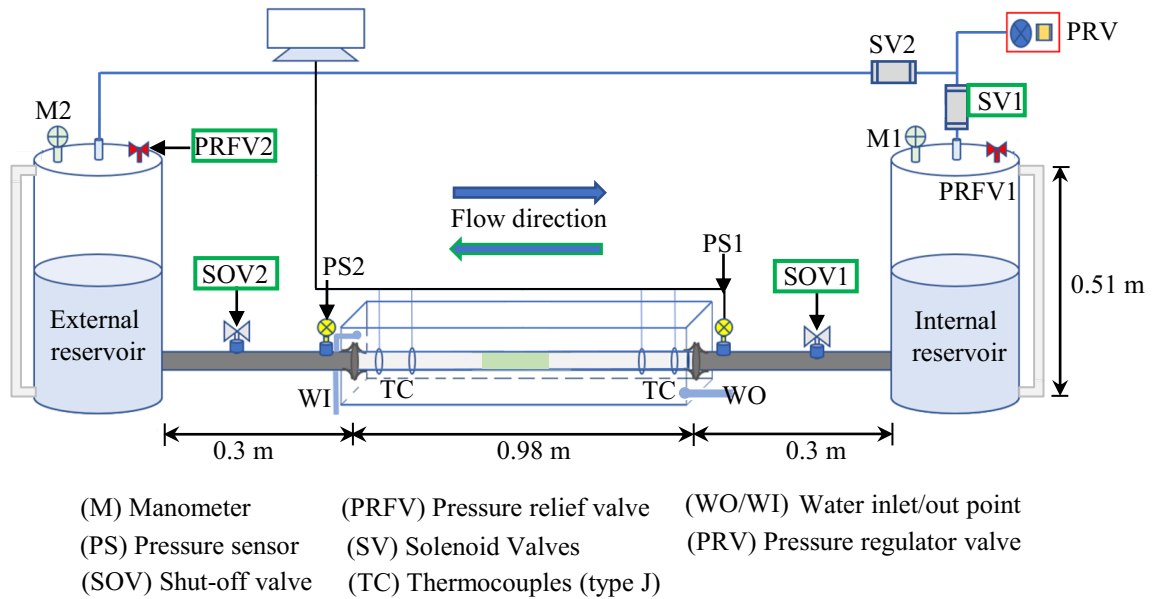 PRV
SV2
SV1
M2
PRFV2
M1
PRFV1
Flow direction
PS1
PS2
SOV2
SOV1
0.51 m
External
reservoir
Internal
reservoir
TC
TC
WI
WO
0.3 m
0.98 m
0.3 m
(M) Manometer
(PRFV) Pressure relief valve
(WO/WI) Water inlet/out point
(PS) Pressure sensor
(SV) Solenoid Valves
(PRV) Pressure regulator valve
(SOV) Shut-off valve
(TC) Thermocouples (type J)